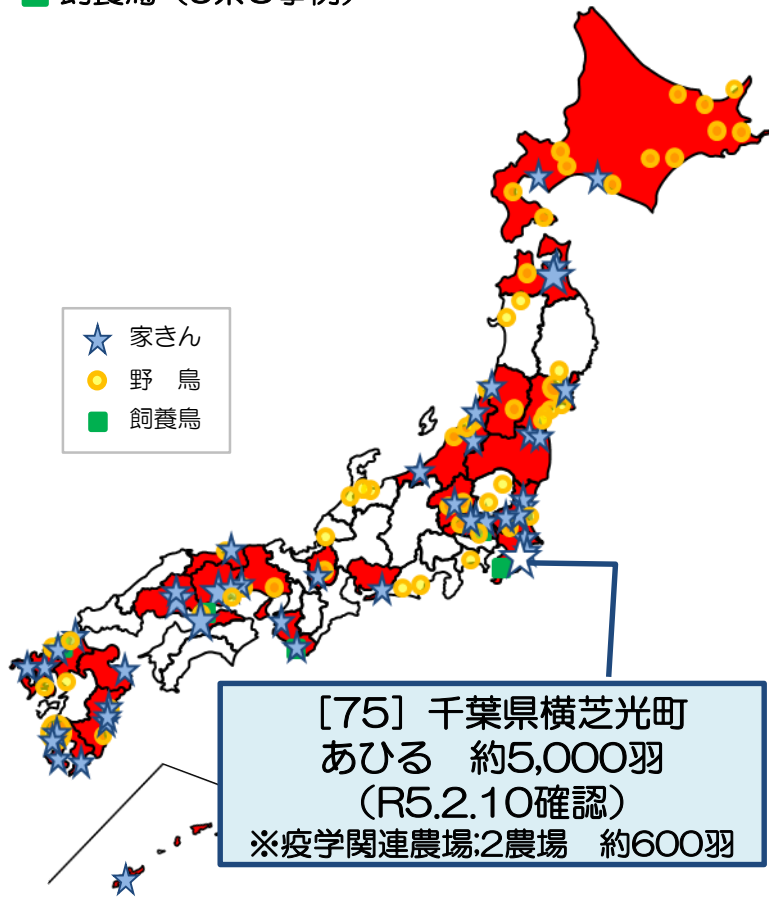 家きん
野　鳥
飼養鳥
［75］千葉県横芝光町
あひる　約5,000羽
（R5.2.10確認）
※疫学関連農場;2農場　約600羽